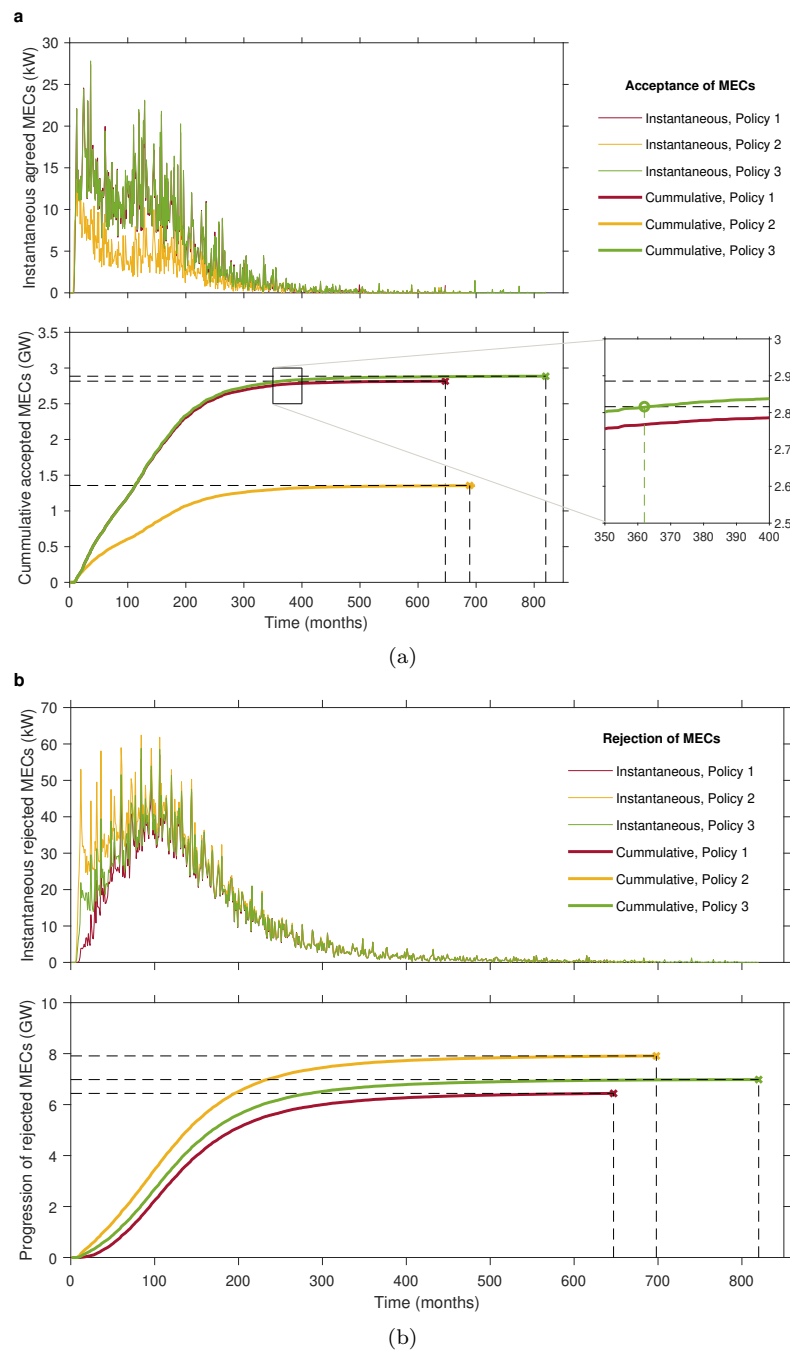 a
Instantaneous agreed MECs (kW)
30
25
20
15
10
5
0
Acceptance of MECs
Instantaneous, Policy 1
Instantaneous, Policy 2
Instantaneous, Policy 3
Cummulative, Policy 1
Cummulative, Policy 2
Cummulative, Policy 3
Cummulative accepted MECs (GW)
3.5
3
2.5
2
1.5
1
0.5
0
0 100 200 300 400 500 600 700 800
Time (months)
3
2.9
2.8
2.7
2.6
2.5
350 360 370 380 390 400
(a)
b
Instantaneous rejected MECs (kW)
70
60
50
40
30
20
10
0
Rejection of MECs
Instantaneous, Policy 1
Instantaneous, Policy 2
Instantaneous, Policy 3
Cummulative, Policy 1
Cummulative, Policy 2
Cummulative, Policy 3
Progression of rejected MECs (GW)
10
8
6
4
2
0
0 100 200 300 400 500 600 700 800
Time (months)
(b)